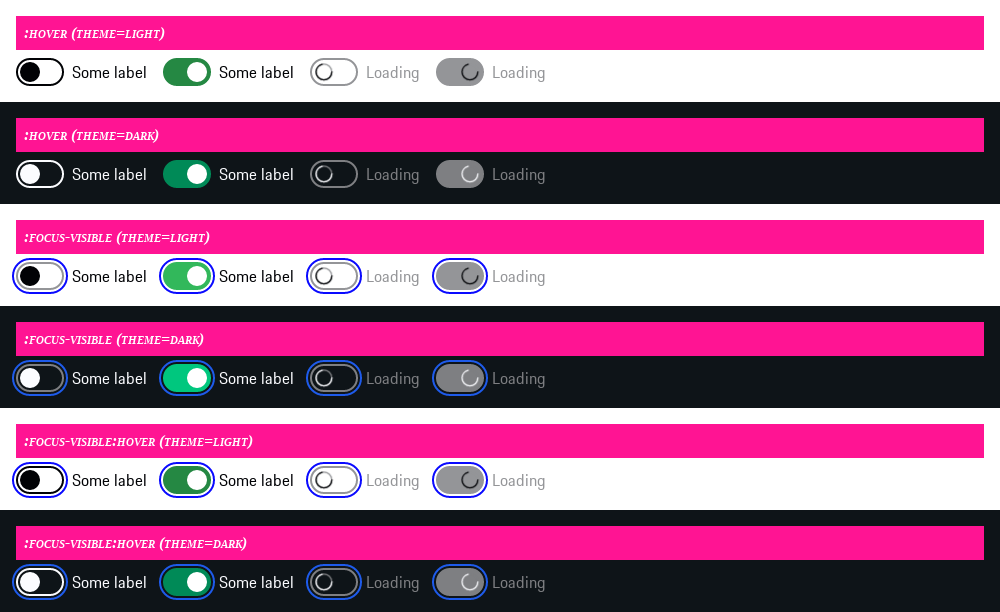 :HOVER (THEME=LIGHT)
Some label Some label Loading Loading
:HOVER (THEME=DARK)
Some label Some label Loading Loading
:FOCUS-VISIBLE (THEME=LIGHT)
Some label Some label Loading Loading
:FOCUS-VISIBLE (THEME=DARK)
Some label Some label Loading Loading
:FOCUS-VISIBLE:HOVER (THEME=LIGHT)
Some label Some label Loading Loading
:FOCUS-VISIBLE:HOVER (THEME=DARK)
Some label Some label Loading Loading